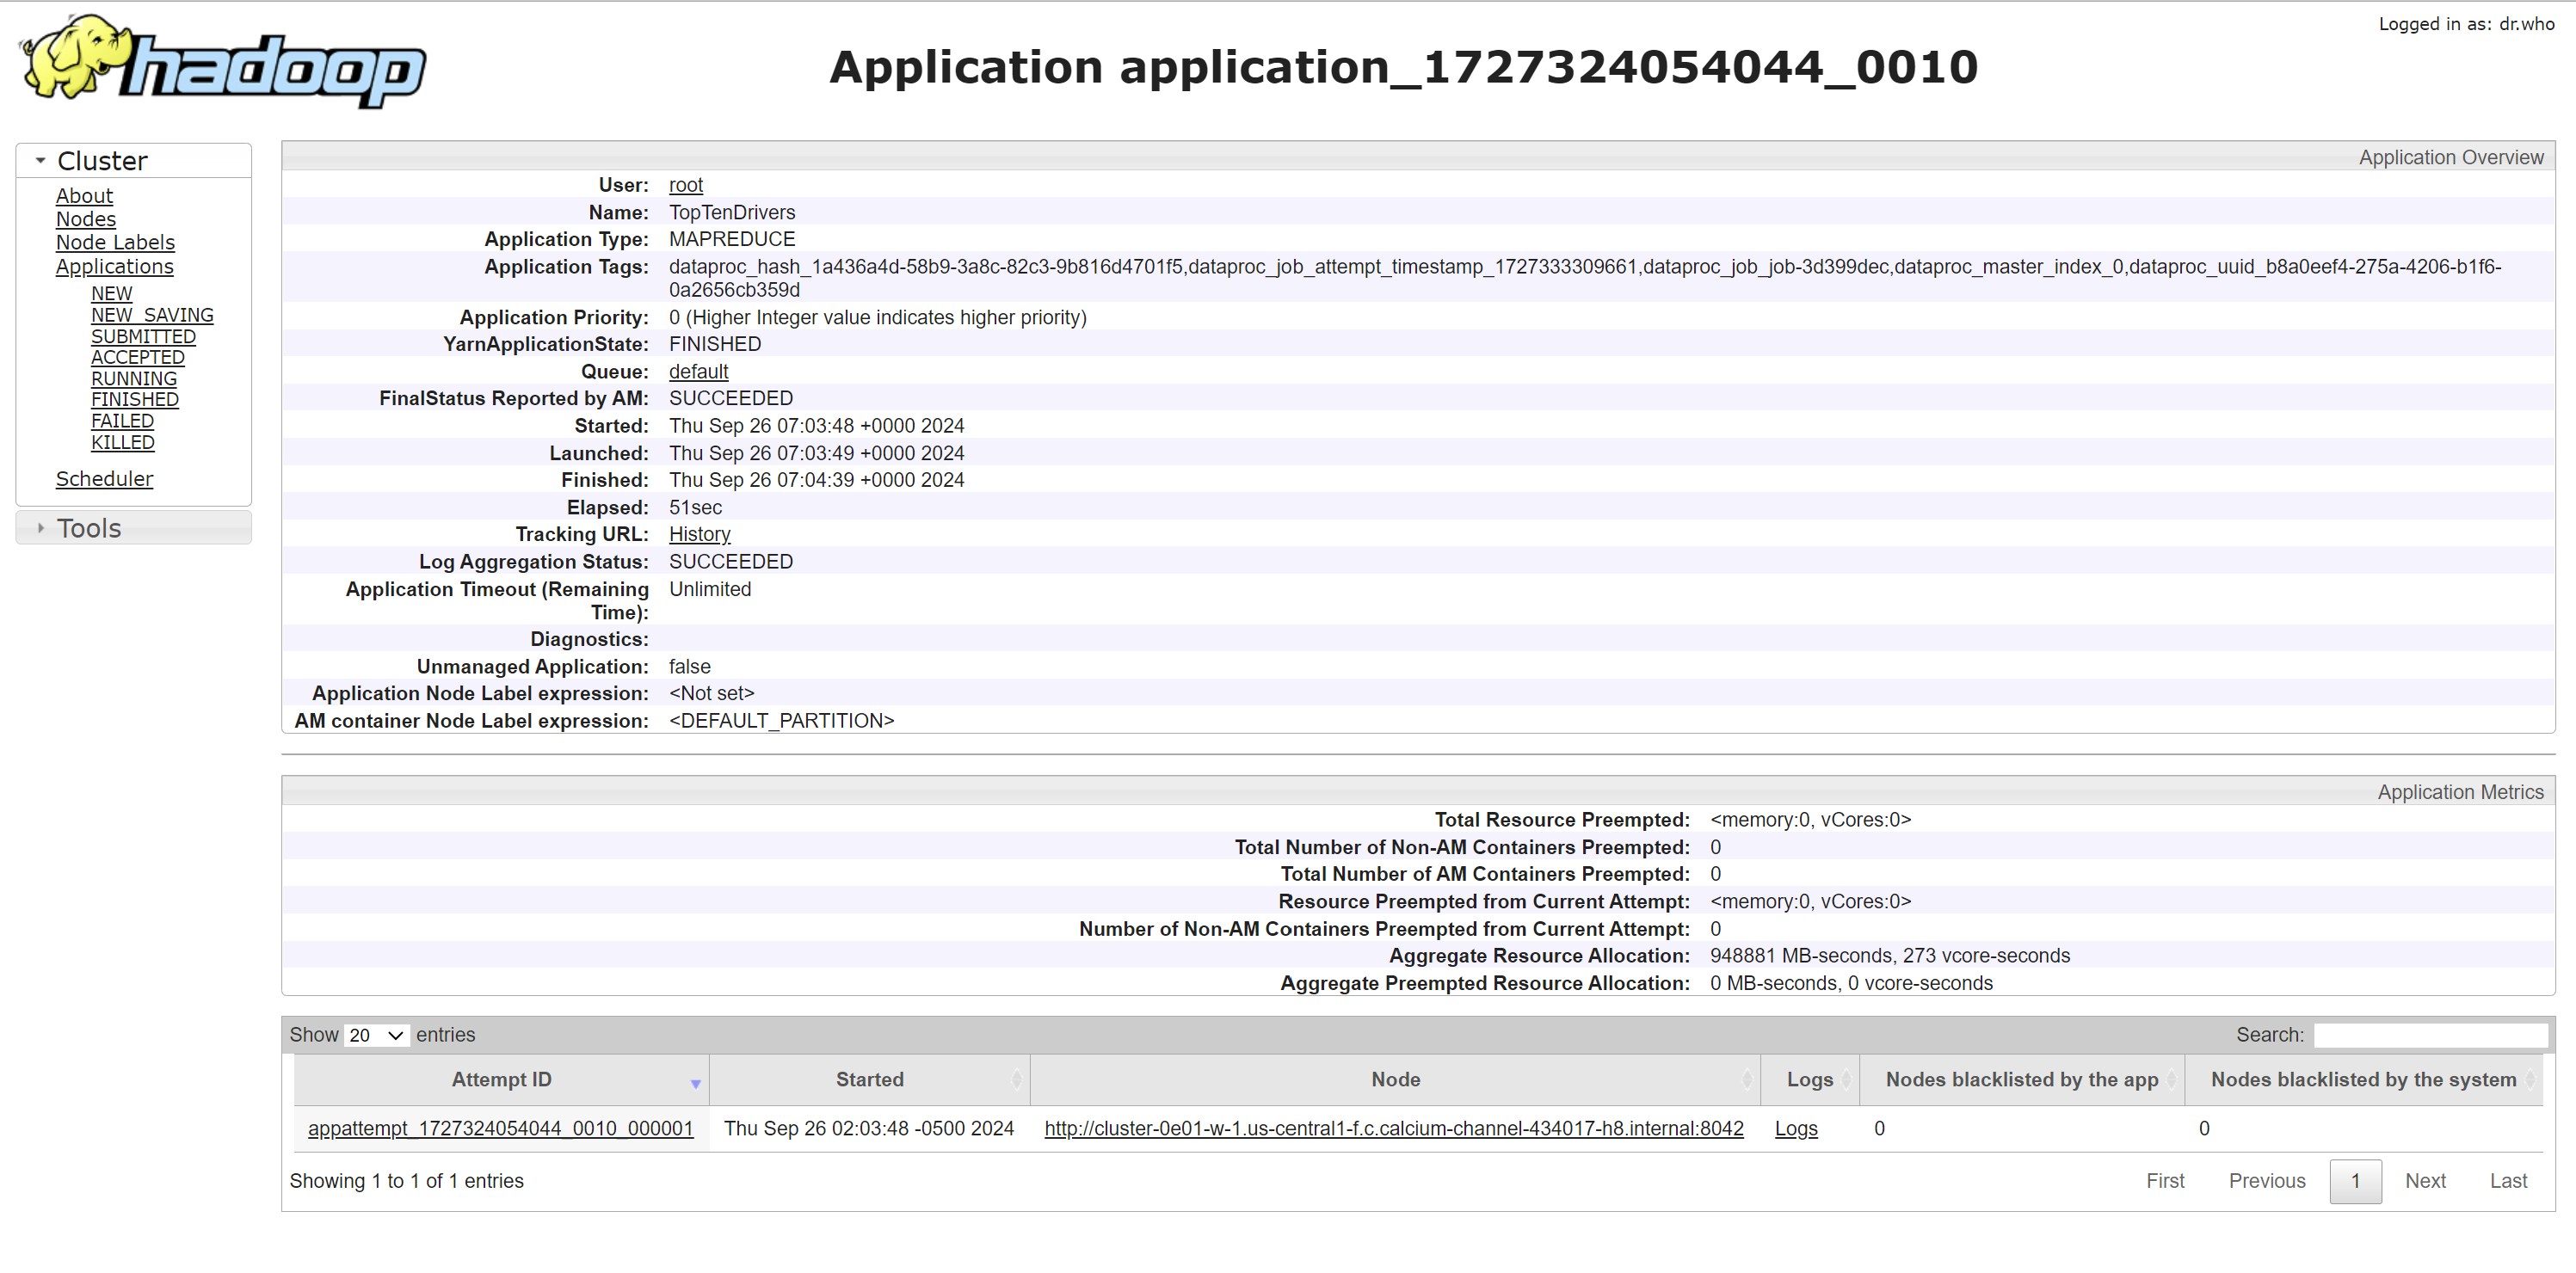 Logged in as: dr.who
hadoop
Application application_1727324054044_0010
Cluster
About
Nodes
Node Labels
Applications
NEW
NEW_SAVING
SUBMITTED
ACCEPTED
RUNNING
FINISHED
FAILED
KILLED
Scheduler
Tools
Application Overview
User: root
Name: TopTenDrivers
Application Type: MAPREDUCE
Application Tags: dataproc_hash_1a436a4d-58b9-3a8c-82c3-9b816d4701f5,dataproc_job_attempt_timestamp_1727333309661,dataproc_job_job-3d399dec,dataproc_master_index_0,dataproc_uuid_b8a0eef4-275a-4206-b1f6-
0a2656cb359d
Application Priority: 0 (Higher Integer value indicates higher priority)
YarnApplicationState: FINISHED
Queue: default
FinalStatus Reported by AM: SUCCEEDED
Started: Thu Sep 26 07:03:48 +0000 2024
Launched: Thu Sep 26 07:03:49 +0000 2024
Finished: Thu Sep 26 07:04:39 +0000 2024
Elapsed: 51sec
Tracking URL: History
Log Aggregation Status: SUCCEEDED
Application Timeout (Remaining Unlimited
Time):
Diagnostics:
Unmanaged Application: false
Application Node Label expression: <Not set>
AM container Node Label expression: <DEFAULT_PARTITION>
Application Metrics
Total Resource Preempted: <memory:0, vCores:0>
Total Number of Non-AM Containers Preempted: 0
Total Number of AM Containers Preempted: 0
Resource Preempted from Current Attempt: <memory:0, vCores:0>
Number of Non-AM Containers Preempted from Current Attempt: 0
Aggregate Resource Allocation: 948881 MB-seconds, 273 vcore-seconds
Aggregate Preempted Resource Allocation: 0 MB-seconds, 0 vcore-seconds
Show 20 entries Search:
Attempt ID Started Node Logs Nodes blacklisted by the app Nodes blacklisted by the system
appattempt_1727324054044_0010_000001 Thu Sep 26 02:03:48 -0500 2024 http://cluster-0e01-w-1.us-central1-f.c.calcium-channel-434017-h8.internal:8042 Logs 0 0
Showing 1 to 1 of 1 entries First Previous 1 Next Last